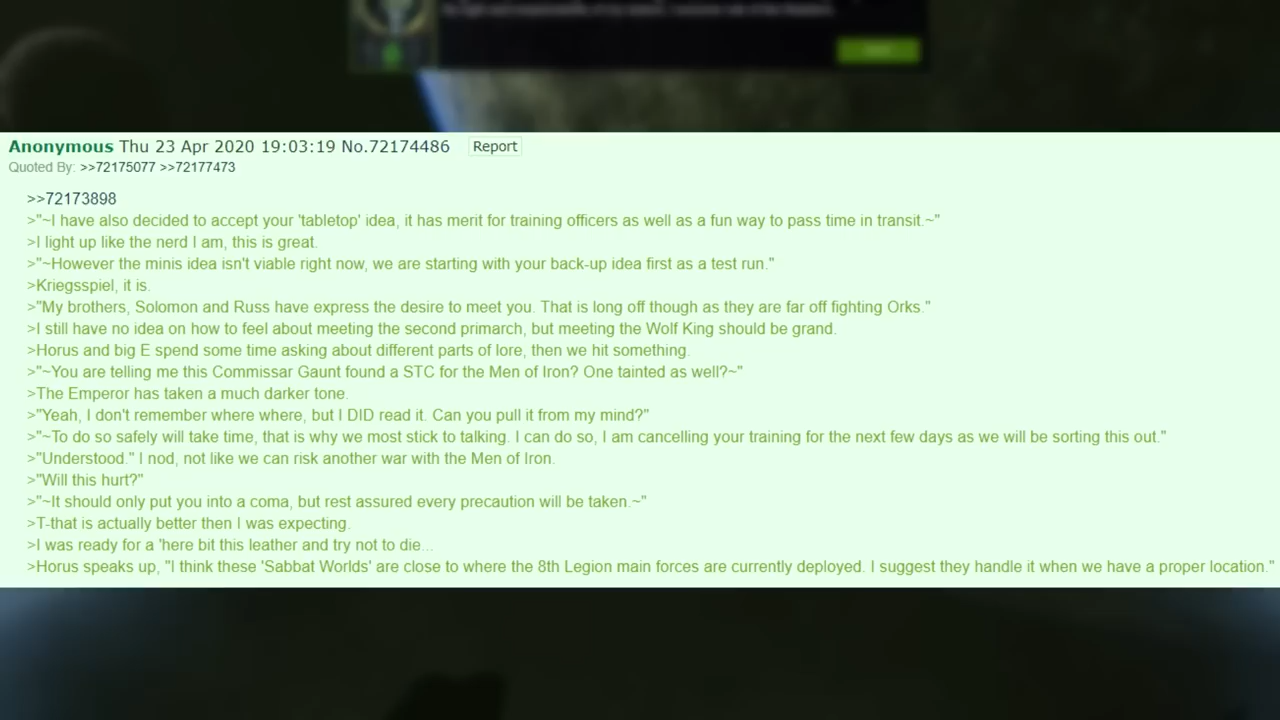 Anonymous Thu 23 Apr 2020 19:03:19 No.72174486 Report
Quoted By: >>72175077 >>72177473
>>72173898
>"~I have also decided to accept your 'tabletop' idea, it has merit for training officers as well as a fun way to pass time in transit.~"
>I light up like the nerd I am, this is great.
>"~However the minis idea isn't viable right now, we are starting with your back-up idea first as a test run."
>Kriegsspiel, it is.
>"My brothers, Solomon and Russ have express the desire to meet you. That is long off though as they are far off fighting Orks."
>I still have no idea on how to feel about meeting the second primarch, but meeting the Wolf King should be grand.
>Horus and big E spend some time asking about different parts of lore, then we hit something.
>"~You are telling me this Commissar Gaunt found a STC for the Men of Iron? One tainted as well?~"
>The Emperor has taken a much darker tone.
>"Yeah, I don't remember where where, but I DID read it. Can you pull it from my mind?"
>"~To do so safely will take time, that is why we most stick to talking. I can do so, I am cancelling your training for the next few days as we will be sorting this out."
>"Understood." I nod, not like we can risk another war with the Men of Iron.
>"Will this hurt?"
>"~It should only put you into a coma, but rest assured every precaution will be taken.~"
>T-that is actually better then I was expecting.
>I was ready for a 'here bit this leather and try not to die...
>Horus speaks up, "I think these 'Sabbat Worlds' are close to where the 8th Legion main forces are currently deployed. I suggest they handle it when we have a proper location."